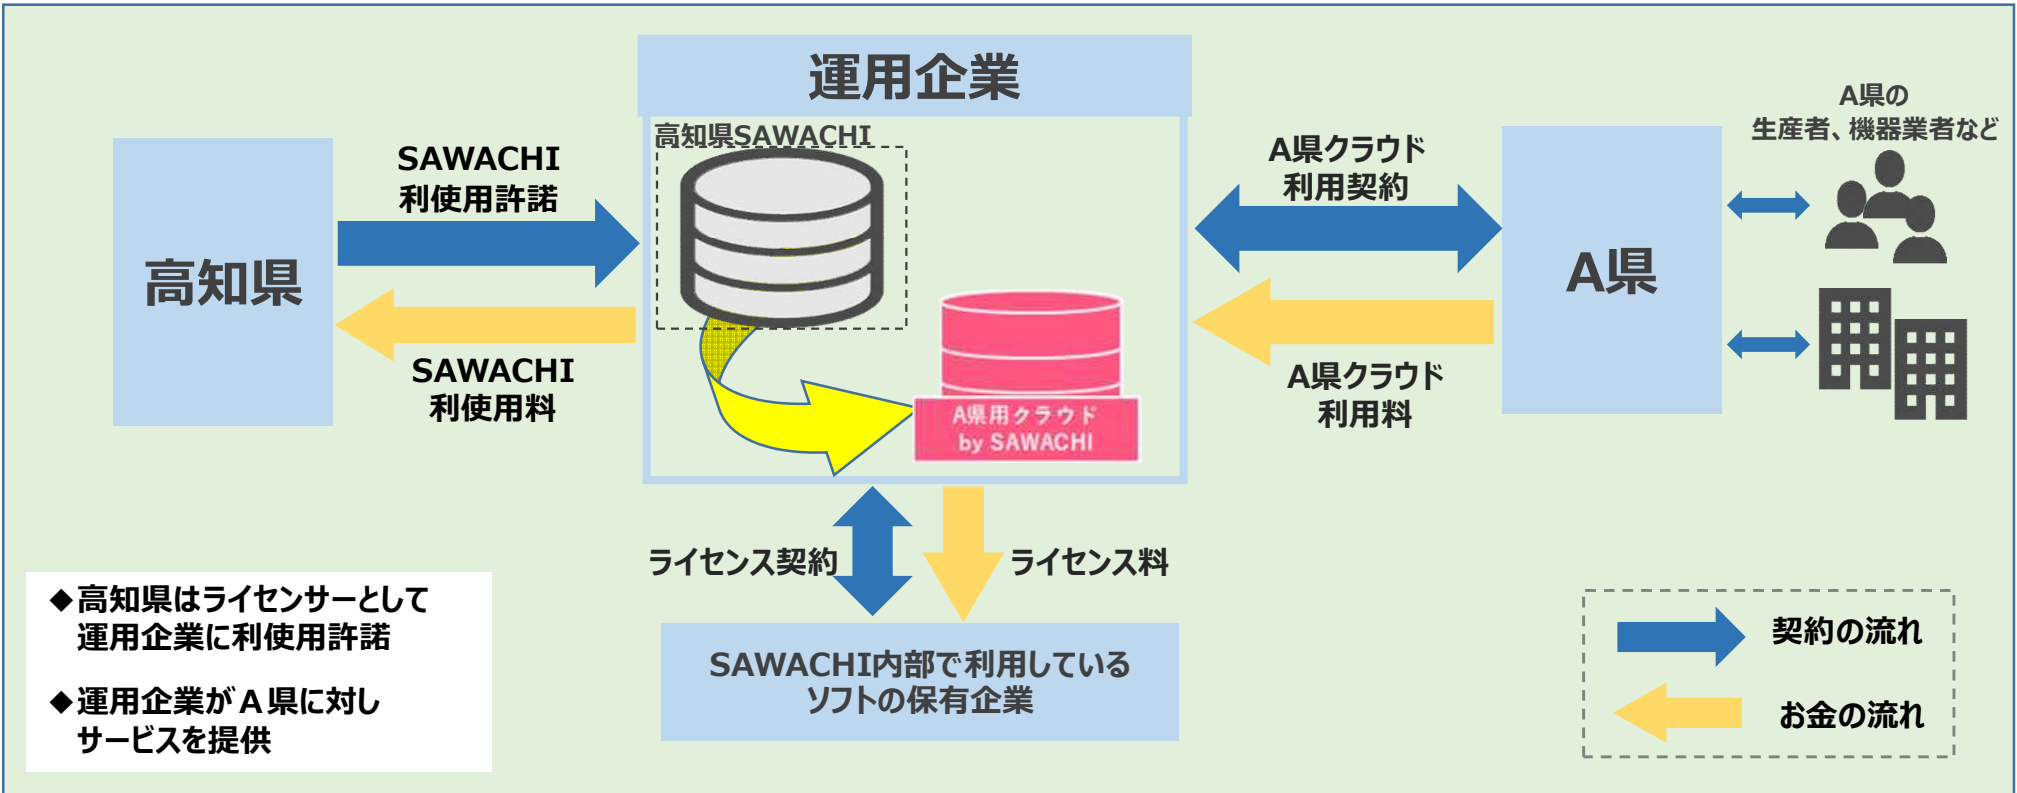 運用企業
高知県SAWACHI
A県用クラウド
by SAWACHI
高知県
SAWACHI
利使用許諾
SAWACHI
利使用料
A県クラウド
利用契約
A県クラウド
利用料
A県
A県の
生産者、機器業者など
ライセンス契約
ライセンス料
SAWACHI内部で利用している
ソフトの保有企業
◆高知県はライセンサーとして
運用企業に利使用許諾
◆運用企業がA県に対し
サービスを提供
契約の流れ
お金の流れ